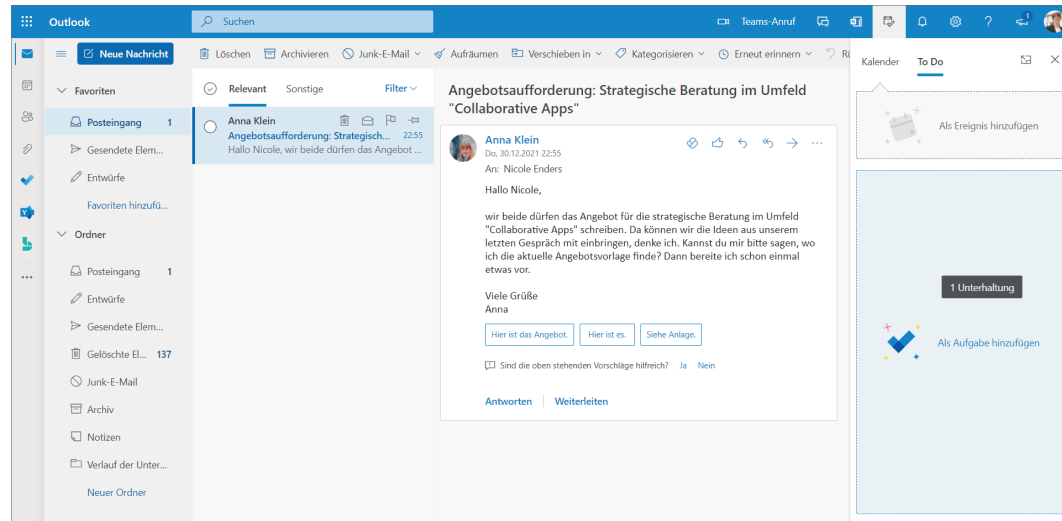 Outlook
Suchen
Teams-Anruf
Neue Nachricht
Löschen
Archivieren
Junk-E-Mail
Aufräumen
Verschieben in
Kategorisieren
Erneut erinnern
Favoriten
Posteingang 1
Gesendete Elem...
Entwürfe
Favoriten hinzufü...
Ordner
Posteingang 1
Entwürfe
Gesendete Elem...
Gelöschte El... 137
Junk-E-Mail
Archiv
Notizen
Verlauf der Unter...
Neuer Ordner
Relevant Sonstige Filter
Anna Klein
Angebotsaufforderung: Strategisch... 22:55
Hallo Nicole, wir beide dürfen das Angebot ...
Angebotsaufforderung: Strategische Beratung im Umfeld
"Collaborative Apps"
Anna Klein
Do, 30.12.2021 22:55
An: Nicole Enders
Hallo Nicole,
wir beide dürfen das Angebot für die strategische Beratung im Umfeld
"Collaborative Apps" schreiben. Da können wir die Ideen aus unserem
letzten Gespräch mit einbringen, denke ich. Kannst du mir bitte sagen, wo
ich die aktuelle Angebotsvorlage finde? Dann bereite ich schon einmal
etwas vor.
Viele Grüße
Anna
Hier ist das Angebot. Hier ist es. Siehe Anlage.
Sind die oben stehenden Vorschläge hilfreich? Ja Nein
Antworten Weiterleiten
Kalender To Do
Als Ereignis hinzufügen
1 Unterhaltung
Als Aufgabe hinzufügen